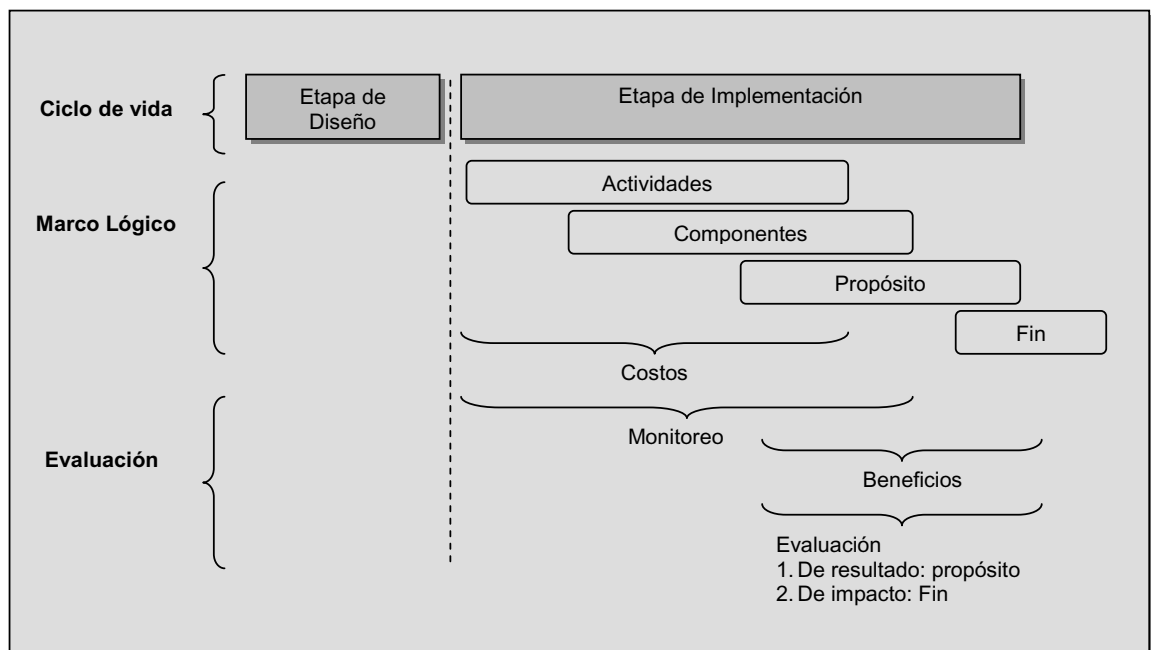 Ciclo de vida
Etapa de
Diseño
Etapa de Implementación
Marco Lógico
Actividades
Componentes
Propósito
Fin
Costos
Monitoreo
Evaluación
Beneficios
Evaluación
1. De resultado: propósito
2. De impacto: Fin